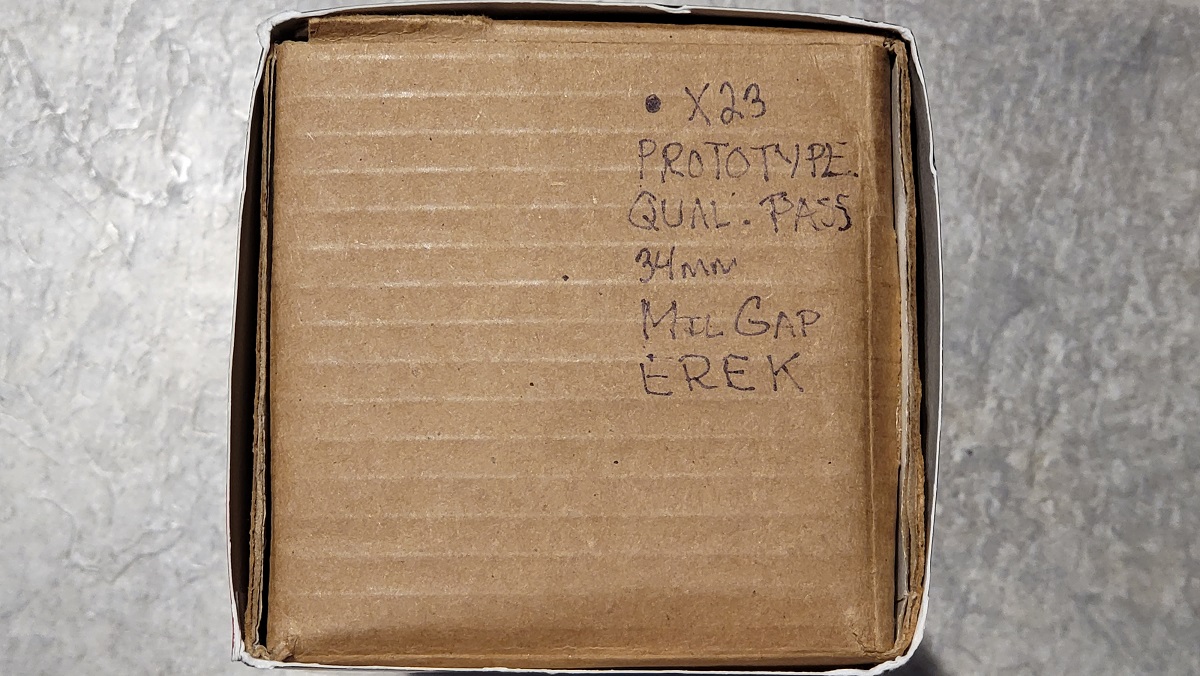 • X23
PROTOTYPE
QUAL. PASS
34mm
MIL GAP
EREK